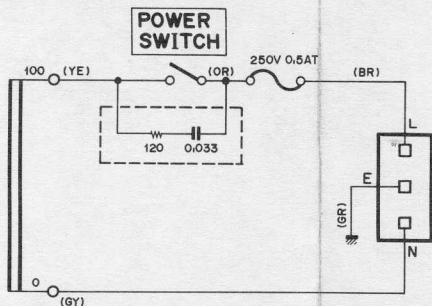 POWER
SWITCH
100
(YE)
(OR)
250V 0.5AT
(BR)
120
0.033
L
E
(GR)
N
0
(GY)